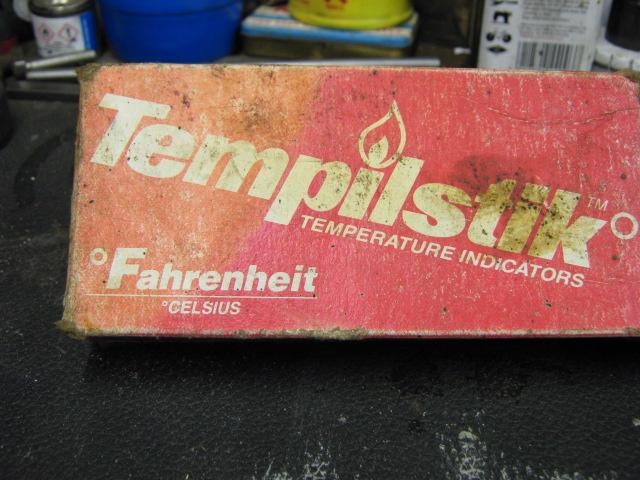 Tempilstik™°
TEMPERATURE INDICATORS
°Fahrenheit
°CELSIUS